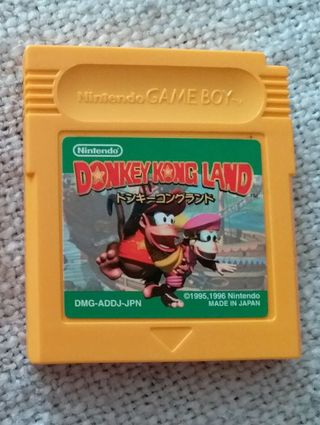 Nintendo GAME BOY
Nintendo
DONKEY KONG LAND
TM
ドンキーコングランド
DMG-ADDJ-JPN
©1995,1996 Nintendo
MADE IN JAPAN